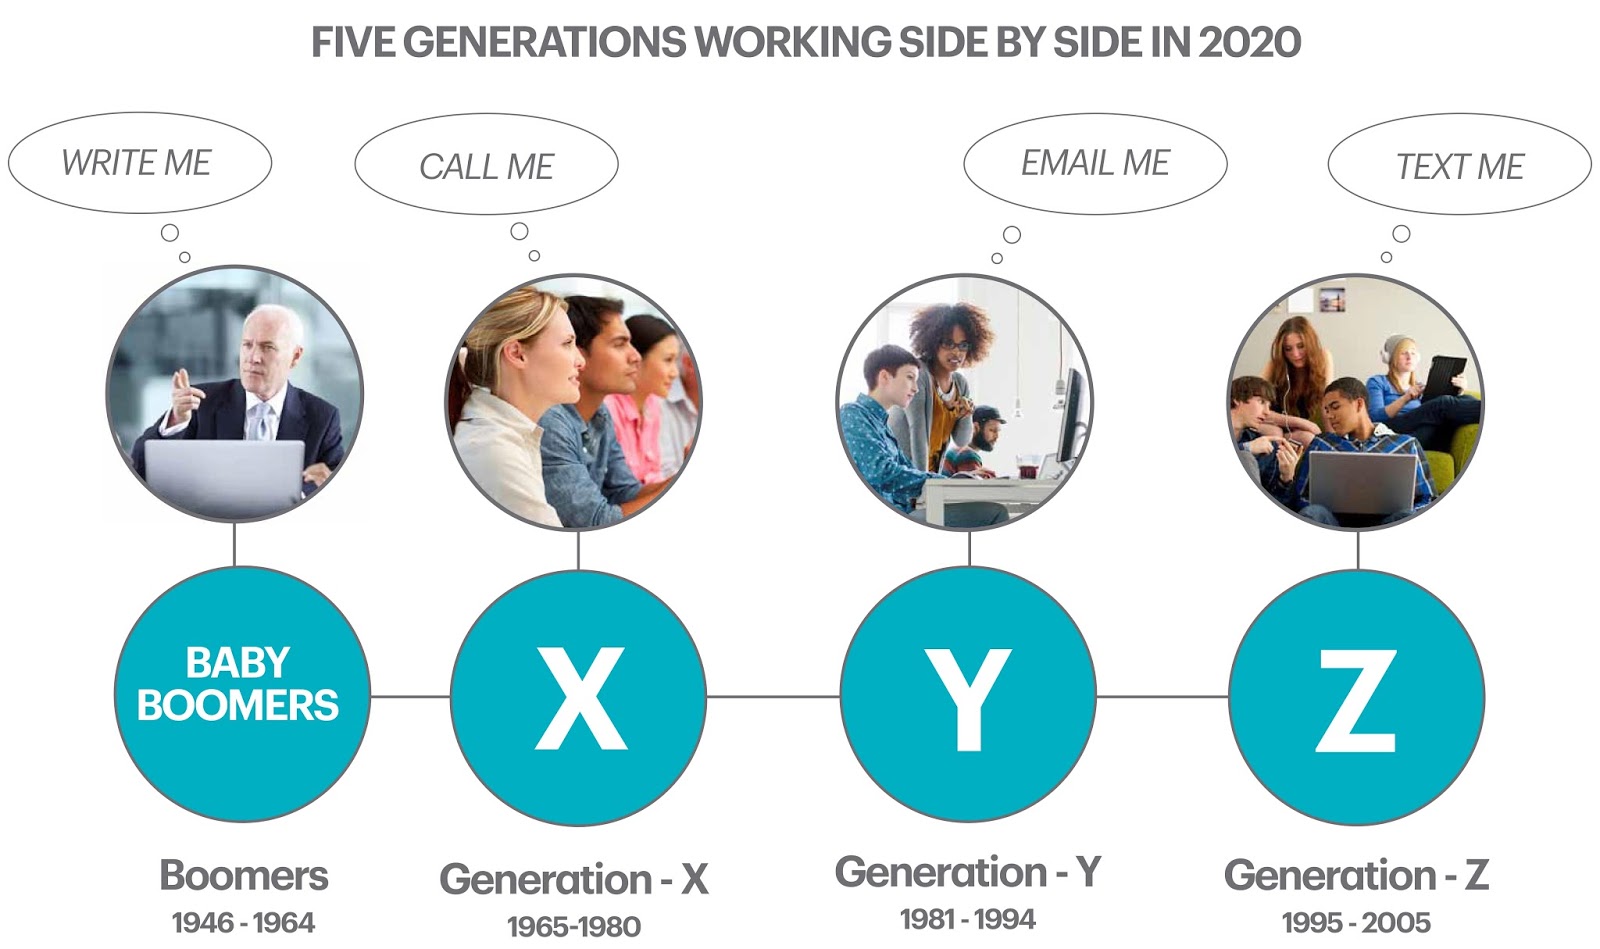 FIVE GENERATIONS WORKING SIDE BY SIDE IN 2020
WRITE ME
CALL ME
EMAIL ME
TEXT ME
BABY
BOOMERS
X
Y
Z
Boomers
1946 - 1964
Generation - X
1965-1980
Generation - Y
1981 - 1994
Generation - Z
1995 - 2005